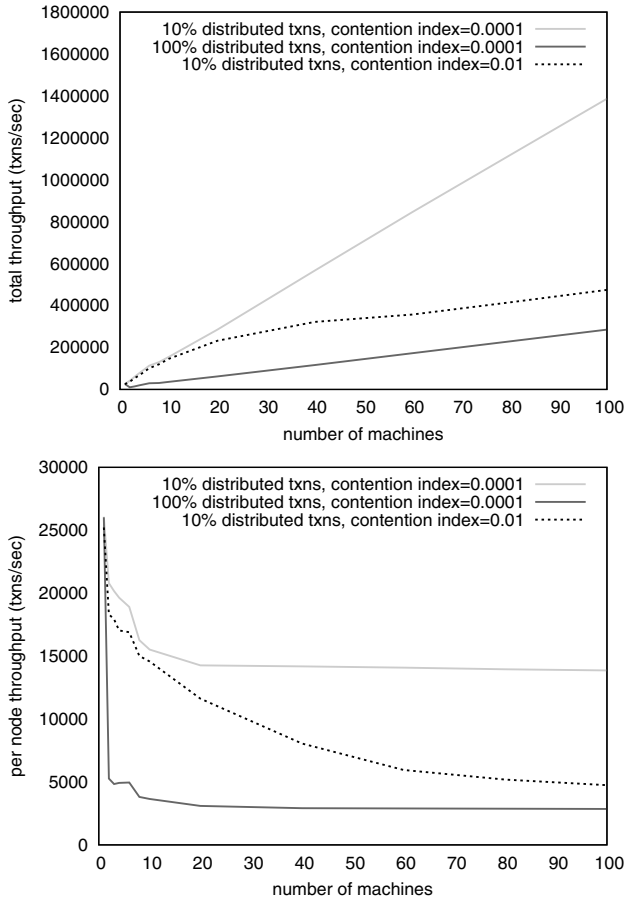 1800000
1600000
1400000
1200000
1000000
800000
600000
400000
200000
0
total throughput (txns/sec)
10% distributed txns, contention index=0.0001
100% distributed txns, contention index=0.0001
10% distributed txns, contention index=0.01
0 10 20 30 40 50 60 70 80 90 100
number of machines
30000
25000
20000
15000
10000
5000
0
per node throughput (txns/sec)
10% distributed txns, contention index=0.0001
100% distributed txns, contention index=0.0001
10% distributed txns, contention index=0.01
0 10 20 30 40 50 60 70 80 90 100
number of machines